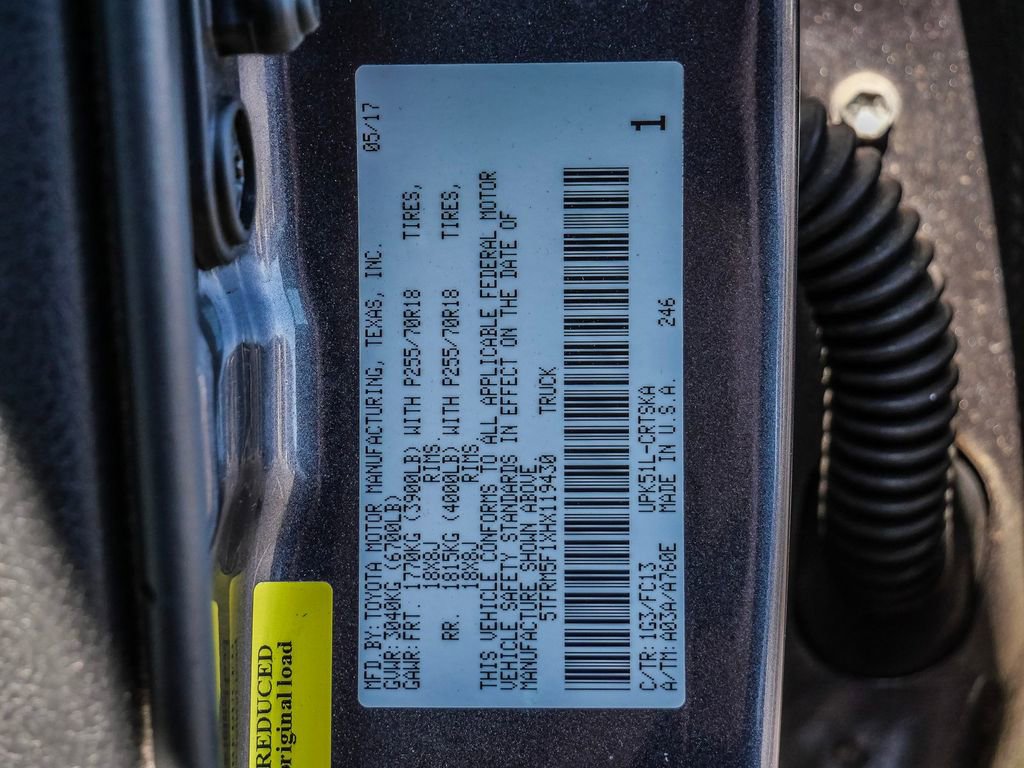 MFD BY:TOYOTA MOTOR MANUFACTURING, TEXAS, INC. 05/17
GVWR:3040KG (6700LB)
GAWR:FRT. 1770KG (3900LB) WITH P255/70R18 TIRES,
18X8J RIMS
RR. 1815KG (4000LB) WITH P255/70R18 TIRES,
18X8J RIMS.
THIS VEHICLE CONFORMS TO ALL APPLICABLE FEDERAL MOTOR
VEHICLE SAFETY STANDARDS IN EFFECT ON THE DATE OF
MANUFACTURE SHOWN ABOVE
5TFRM5F1XHX119430 TRUCK
C/TR:1G3/FC13 UPK51L-CRTSKA 246 1
A/TM:A03A/A760E MADE IN U.S.A.
REDUCED
original load